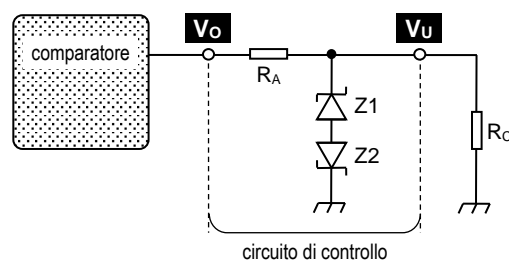 comparatore
VO
RA
VU
Z1
Z2
RC
circuito di controllo